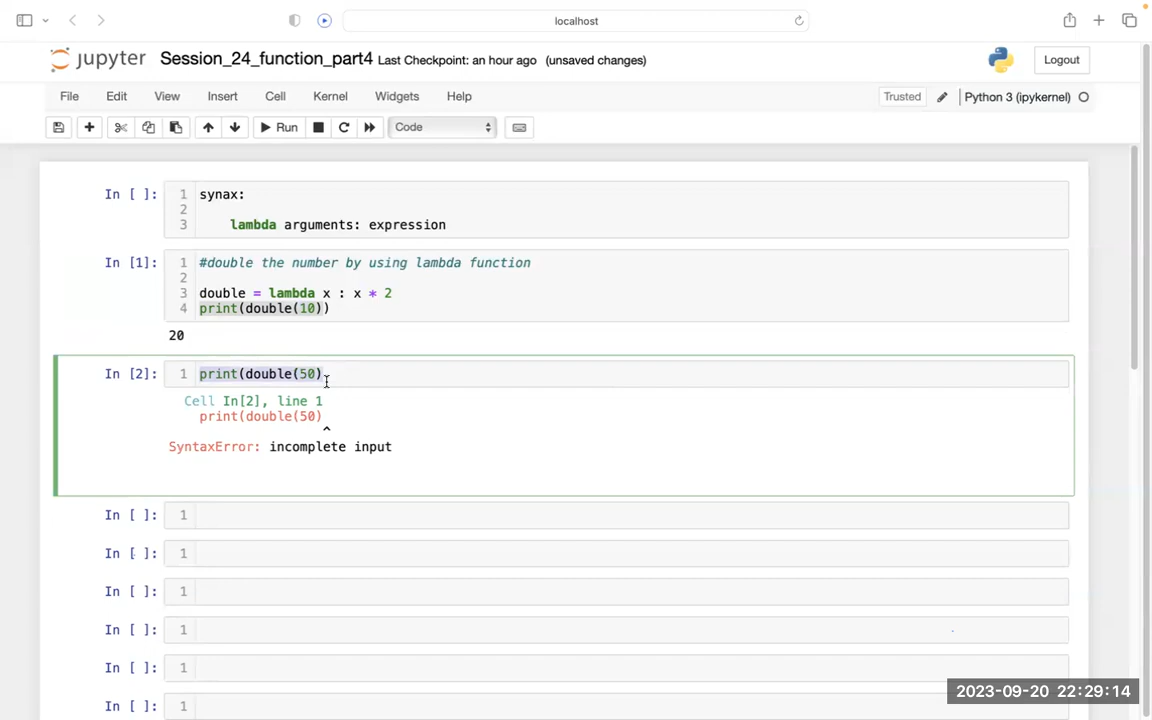 localhost
jupyter Session_24_function_part4 Last Checkpoint: an hour ago (unsaved changes) Logout
File Edit View Insert Cell Kernel Widgets Help Trusted Python 3 (ipykernel)
Run Code
In [ ]: 1 synax:
2
3 lambda arguments: expression
In [1]: 1 #double the number by using lambda function
2
3 double = lambda x : x * 2
4 print(double(10))
20
In [2]: 1 print(double(50)
Cell In[2], line 1
print(double(50)
^
SyntaxError: incomplete input
In [ ]: 1
In [ ]: 1
In [ ]: 1
In [ ]: 1
In [ ]: 1
In [ ]: 1
2023-09-20 22:29:14